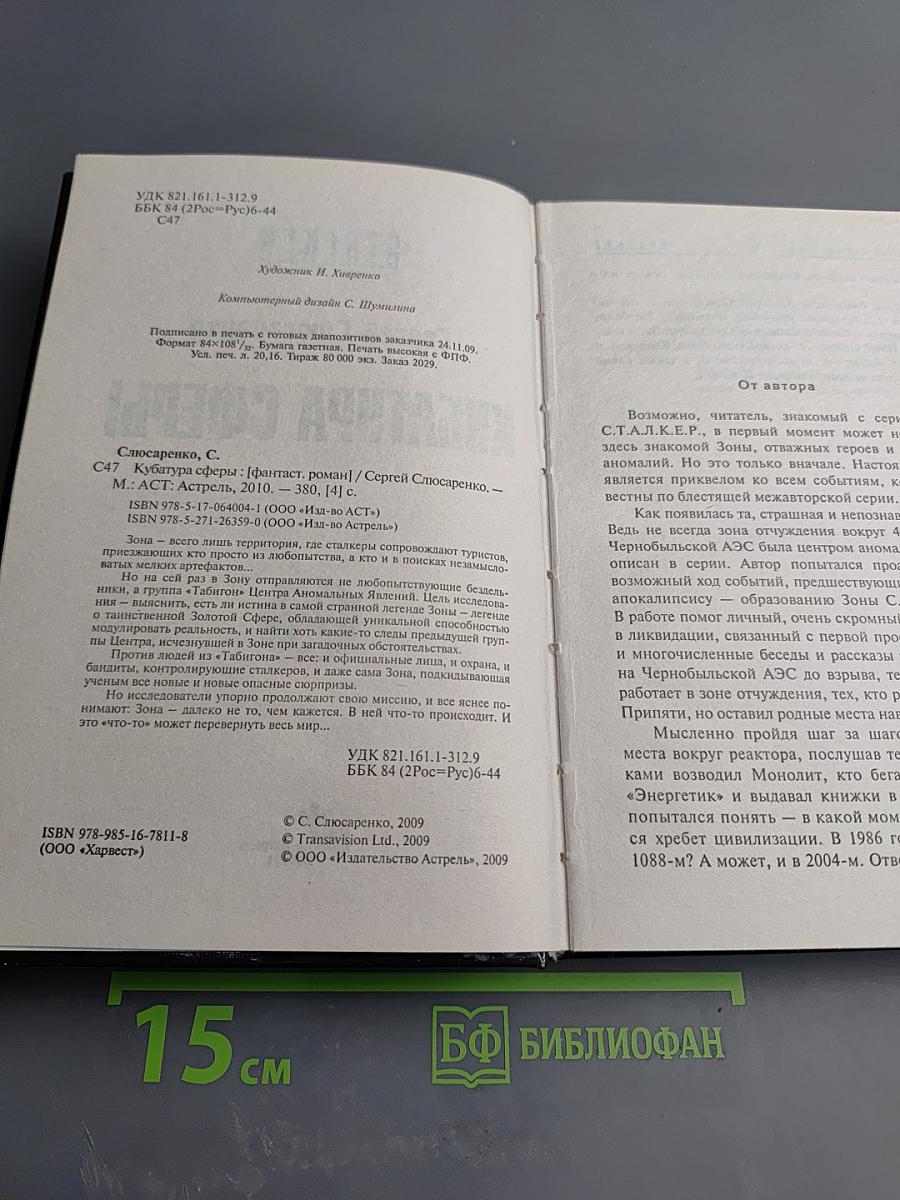 УДК 821.161.1-312.9
ББК 84 (2Рос=Рус)6-44
С47
Художник И. Хивренко
Компьютерный дизайн С. Шумилина
Подписано в печать с готовых диапозитивов заказчика 24.11.09.
Формат 84×108 1/32. Бумага газетная. Печать высокая с ФПФ.
Усл. печ. л. 20,16. Тираж 80 000 экз. Заказ 2029.
Слюсаренко, С.
С47 Кубатура сферы : [фантаст. роман] / Сергей Слюсаренко. —
М.: АСТ: Астрель, 2010. — 380, [4] с.
ISBN 978-5-17-064004-1 (ООО «Изд-во АСТ»)
ISBN 978-5-271-26359-0 (ООО «Изд-во Астрель»)
Зона — всего лишь территория, где сталкеры сопровождают туристов,
приезжающих кто просто из любопытства, а кто и в поисках незамысло-
ватых мелких артефактов...
Но на сей раз в Зону отправляются не любопытствующие бездель-
ники, а группа «Табигон» Центра Аномальных Явлений. Цель исследова-
ния — выяснить, есть ли истина в самой странной легенде Зоны — легенде
о таинственной Золотой Сфере, обладающей уникальной способностью
модулировать реальность, и найти хоть какие-то следы предыдущей груп-
пы Центра, исчезнувшей в Зоне при загадочных обстоятельствах.
Против людей из «Табигона» — все: и официальные лица, и охрана, и
бандиты, контролирующие сталкеров, и даже сама Зона, подкидывающая
ученым все новые и новые опасные сюрпризы.
Но исследователи упорно продолжают свою миссию, и все яснее по-
нимают: Зона — далеко не то, чем кажется. В ней что-то происходит. И
это «что-то» может перевернуть весь мир...
УДК 821.161.1-312.9
ББК 84 (2Рос=Рус)6-44
© С. Слюсаренко, 2009
© Transavision Ltd., 2009
© ООО «Издательство Астрель», 2009
ISBN 978-985-16-7811-8
(ООО «Харвест»)
От автора
Возможно, читатель, знакомый с сери
С.Т.А.Л.К.Е.Р., в первый момент может н
здесь знакомой Зоны, отважных героев и
аномалий. Но это только вначале. Настоя
является приквелом ко всем событиям, к
вестны по блестящей межавторской серии.
Как появилась та, страшная и непознав
Ведь не всегда зона отчуждения вокруг 4
Чернобыльской АЭС была центром анома
описан в серии. Автор попытался проа
возможный ход событий, предшествующи
апокалипсису — образованию Зоны С.
В работе помог личный, очень скромный
в ликвидации, связанный с первой про
и многочисленные беседы и рассказы
на Чернобыльской АЭС до взрыва, те
работает в зоне отчуждения, тех, кто р
Припяти, но оставил родные места нав
Мысленно пройдя шаг за шаго
места вокруг реактора, послушав те
ками возводил Монолит, кто бега
«Энергетик» и выдавал книжки в
попытался понять — в какой мом
ся хребет цивилизации. В 1986 го
1088-м? А может, и в 2004-м. Отве
15 см
БФ БИБЛИОФАН